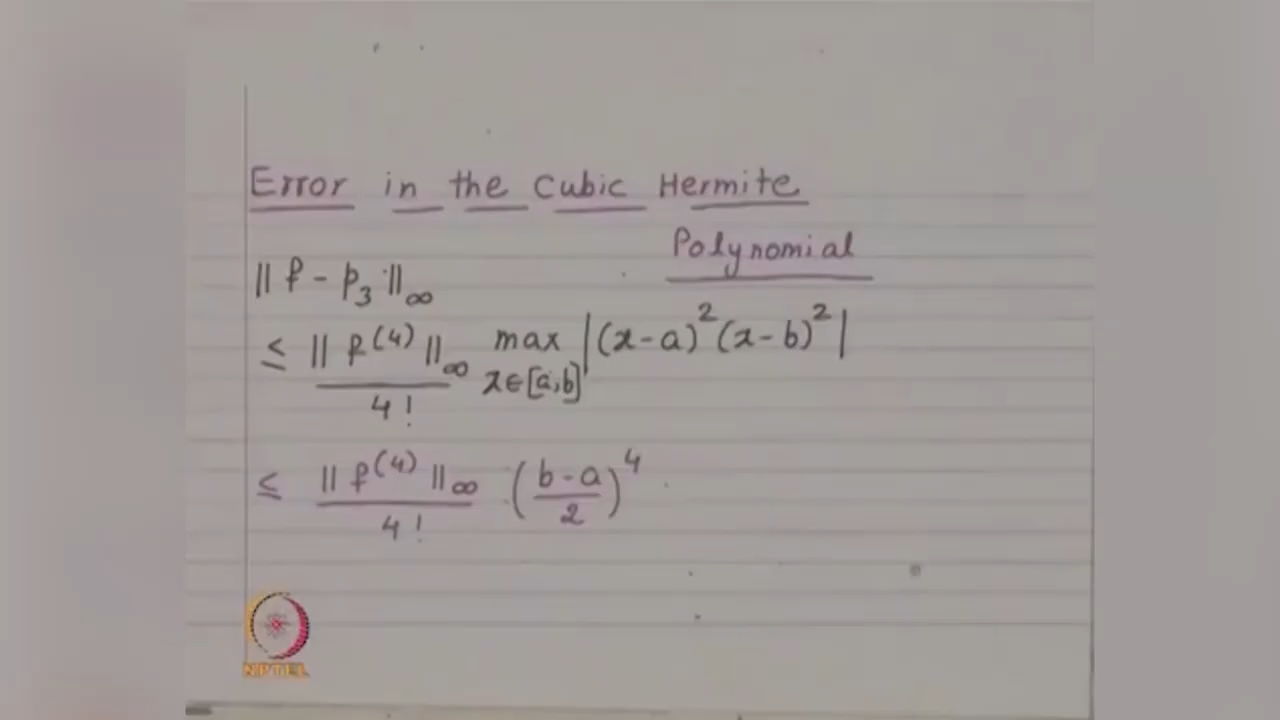 Error in the Cubic Hermite
Polynomial
|| f - p₃ ||∞
≤ || f⁽⁴⁾ ||∞ / 4! max x∈[a,b] |(x-a)²(x-b)²|
≤ || f⁽⁴⁾ ||∞ / 4! ((b-a)/2)⁴
NPTEL